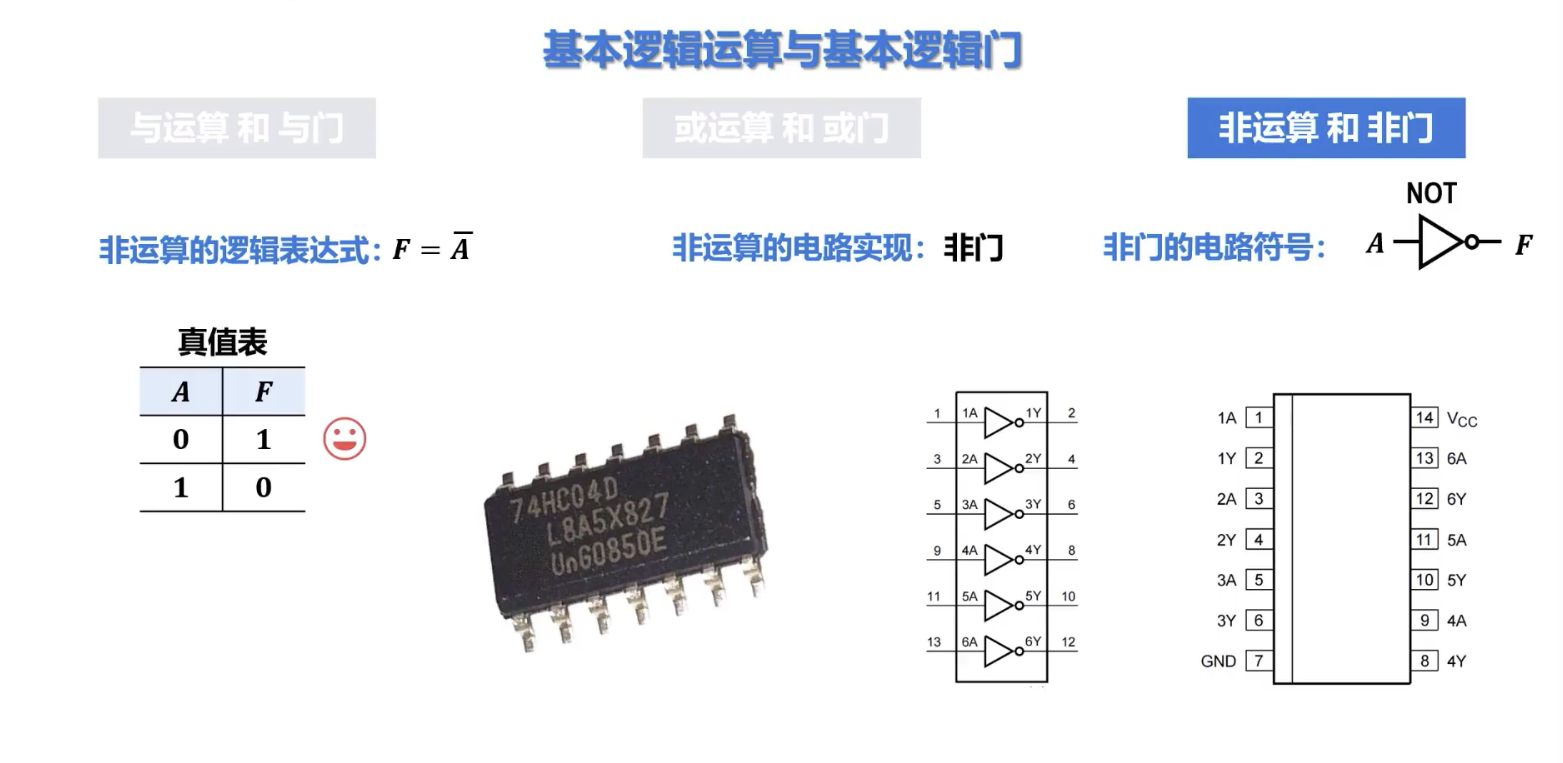 基本逻辑运算与基本逻辑门
与运算 和 与门
或运算 和 或门
非运算 和 非门
非运算的逻辑表达式：F = A̅
非运算的电路实现：非门
非门的电路符号：
NOT
A
F
真值表
A F
0 1
1 0
74HC04D
L8A5X827
UnG0850E
1 1A 1Y 2
3 2A 2Y 4
5 3A 3Y 6
9 4A 4Y 8
11 5A 5Y 10
13 6A 6Y 12
1A 1 14 VCC
1Y 2 13 6A
2A 3 12 6Y
2Y 4 11 5A
3A 5 10 5Y
3Y 6 9 4A
GND 7 8 4Y